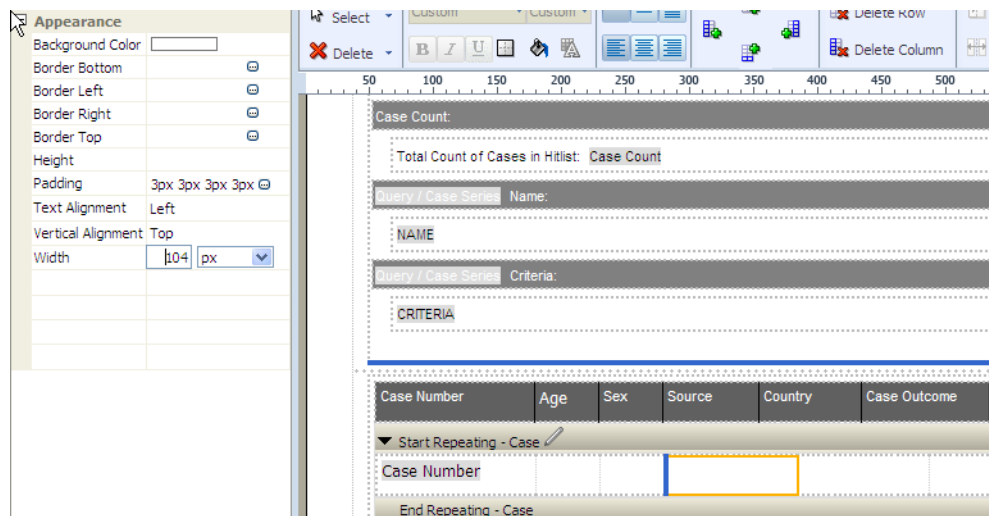 Appearance
Background Color
Border Bottom
Border Left
Border Right
Border Top
Height
Padding 3px 3px 3px 3px
Text Alignment Left
Vertical Alignment Top
Width 104 px
Select Custom Custom Delete Row
Delete B I U A Delete Column
50 100 150 200 250 300 350 400 450 500
Case Count:
Total Count of Cases in Hitlist: Case Count
Query / Case Series Name:
NAME
Query / Case Series Criteria:
CRITERIA
Case Number Age Sex Source Country Case Outcome
Start Repeating - Case
Case Number
End Repeating - Case